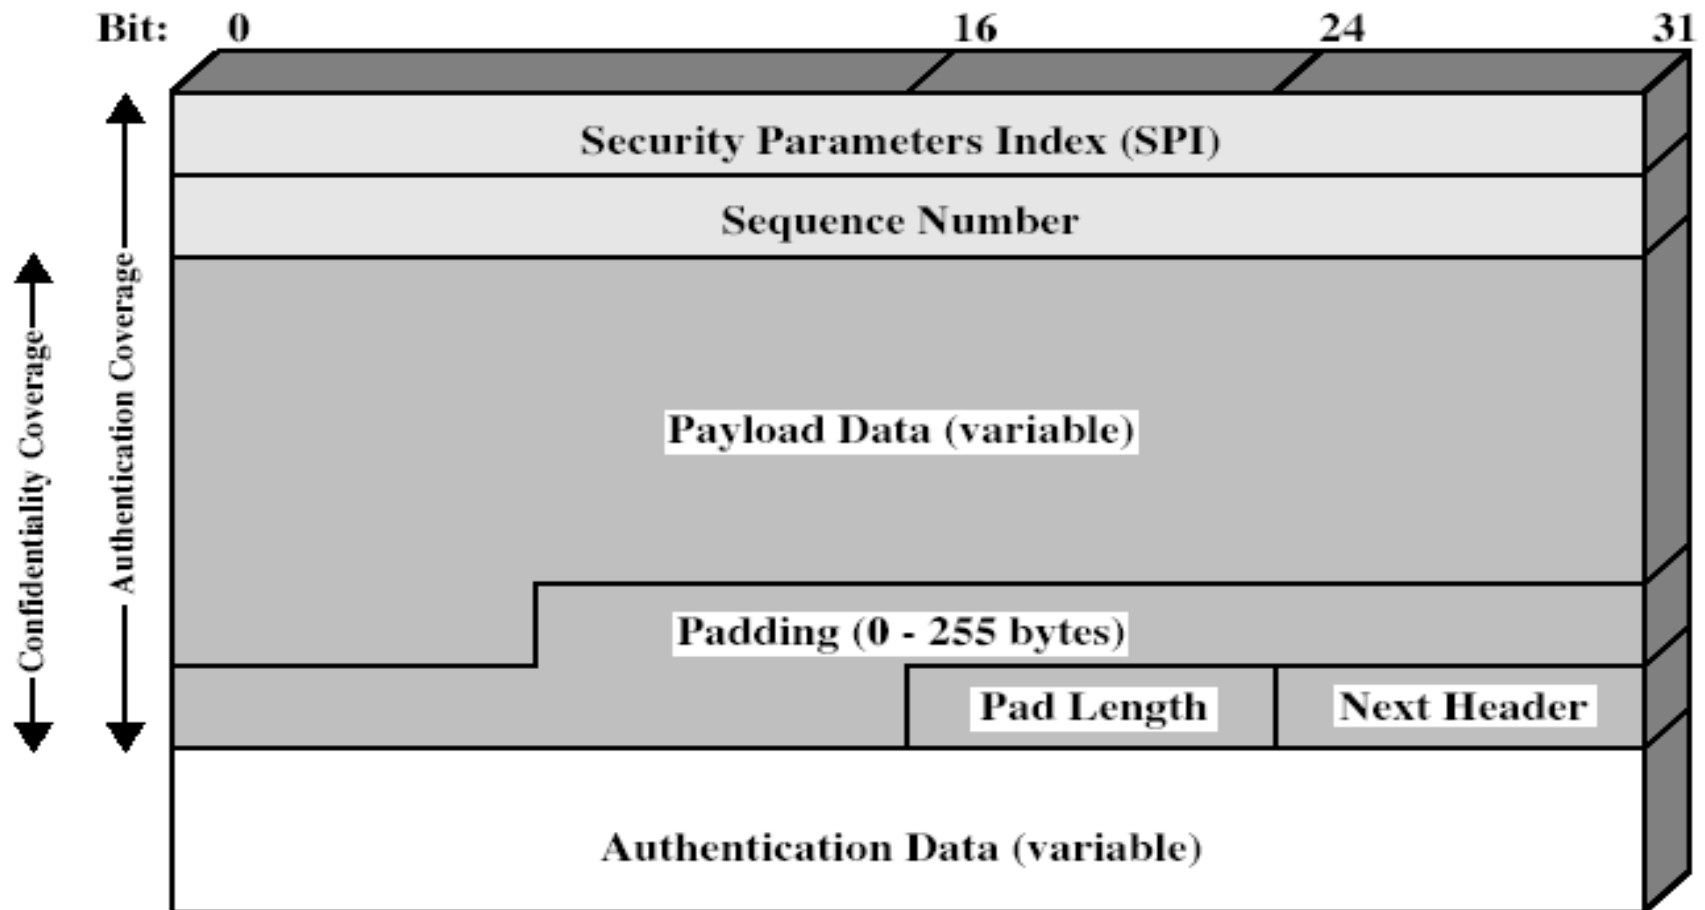 Bit: 0 16 24 31
Security Parameters Index (SPI)
Sequence Number
Payload Data (variable)
Padding (0 - 255 bytes)
Pad Length Next Header
Authentication Data (variable)
Confidentiality Coverage
Authentication Coverage